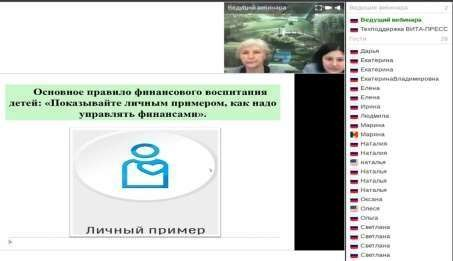 Ведущий вебинара
Основное правило финансового воспитания
детей: «Показывайте личным примером, как надо
управлять финансами».
Личный пример
Ведущие вебинара 2
Ведущий вебинара
Техподдержка ВИТА-ПРЕСС
Гости 28
Дарья
Екатерина
Екатерина
ЕкатеринаВладимировна
Елена
Елена
Ирина
Людмила
Марина
Марина
Наталия
Наталия
наталья
Наталья
Наталья
Наталья
Оксана
Олеся
Ольга
Светлана
Светлана
Светлана
Светлана